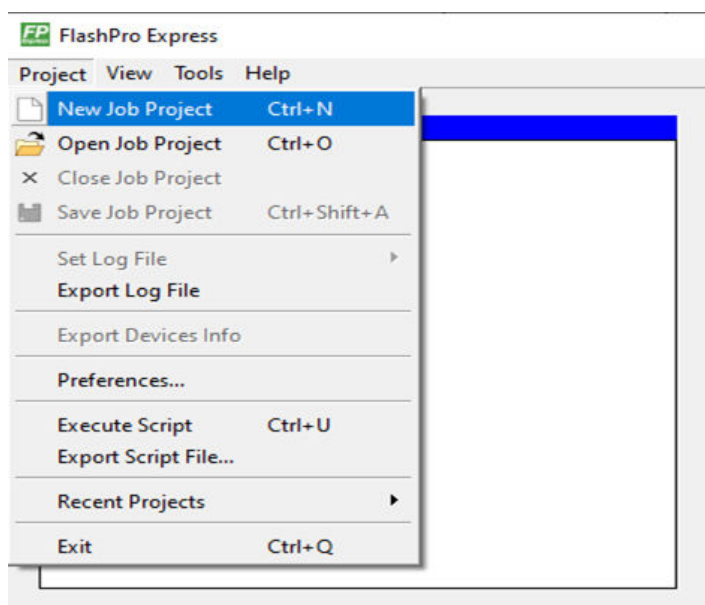 FP FlashPro Express
Project View Tools Help
New Job Project Ctrl+N
Open Job Project Ctrl+O
Close Job Project
Save Job Project Ctrl+Shift+A
Set Log File
Export Log File
Export Devices Info
Preferences...
Execute Script Ctrl+U
Export Script File...
Recent Projects
Exit Ctrl+Q